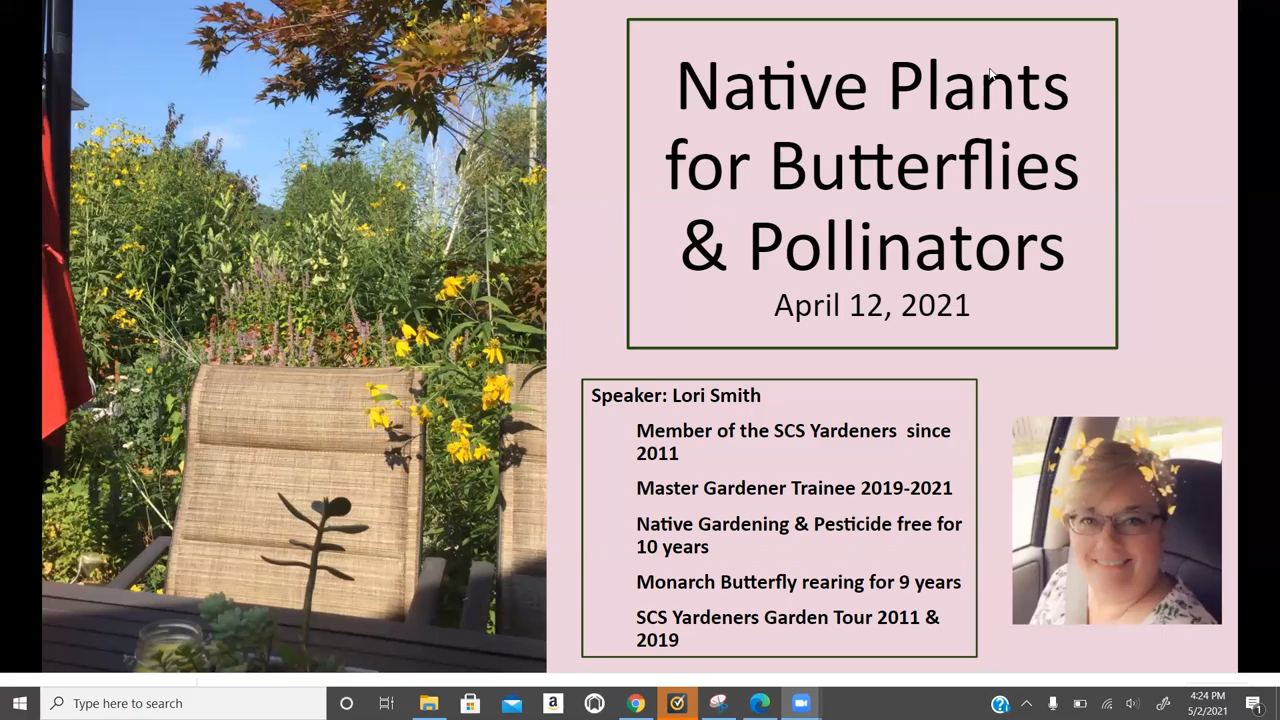 Native Plants
for Butterflies
& Pollinators
April 12, 2021
Speaker: Lori Smith
Member of the SCS Yardeners since
2011
Master Gardener Trainee 2019-2021
Native Gardening & Pesticide free for
10 years
Monarch Butterfly rearing for 9 years
SCS Yardeners Garden Tour 2011 &
2019
Type here to search
4:24 PM
5/2/2021